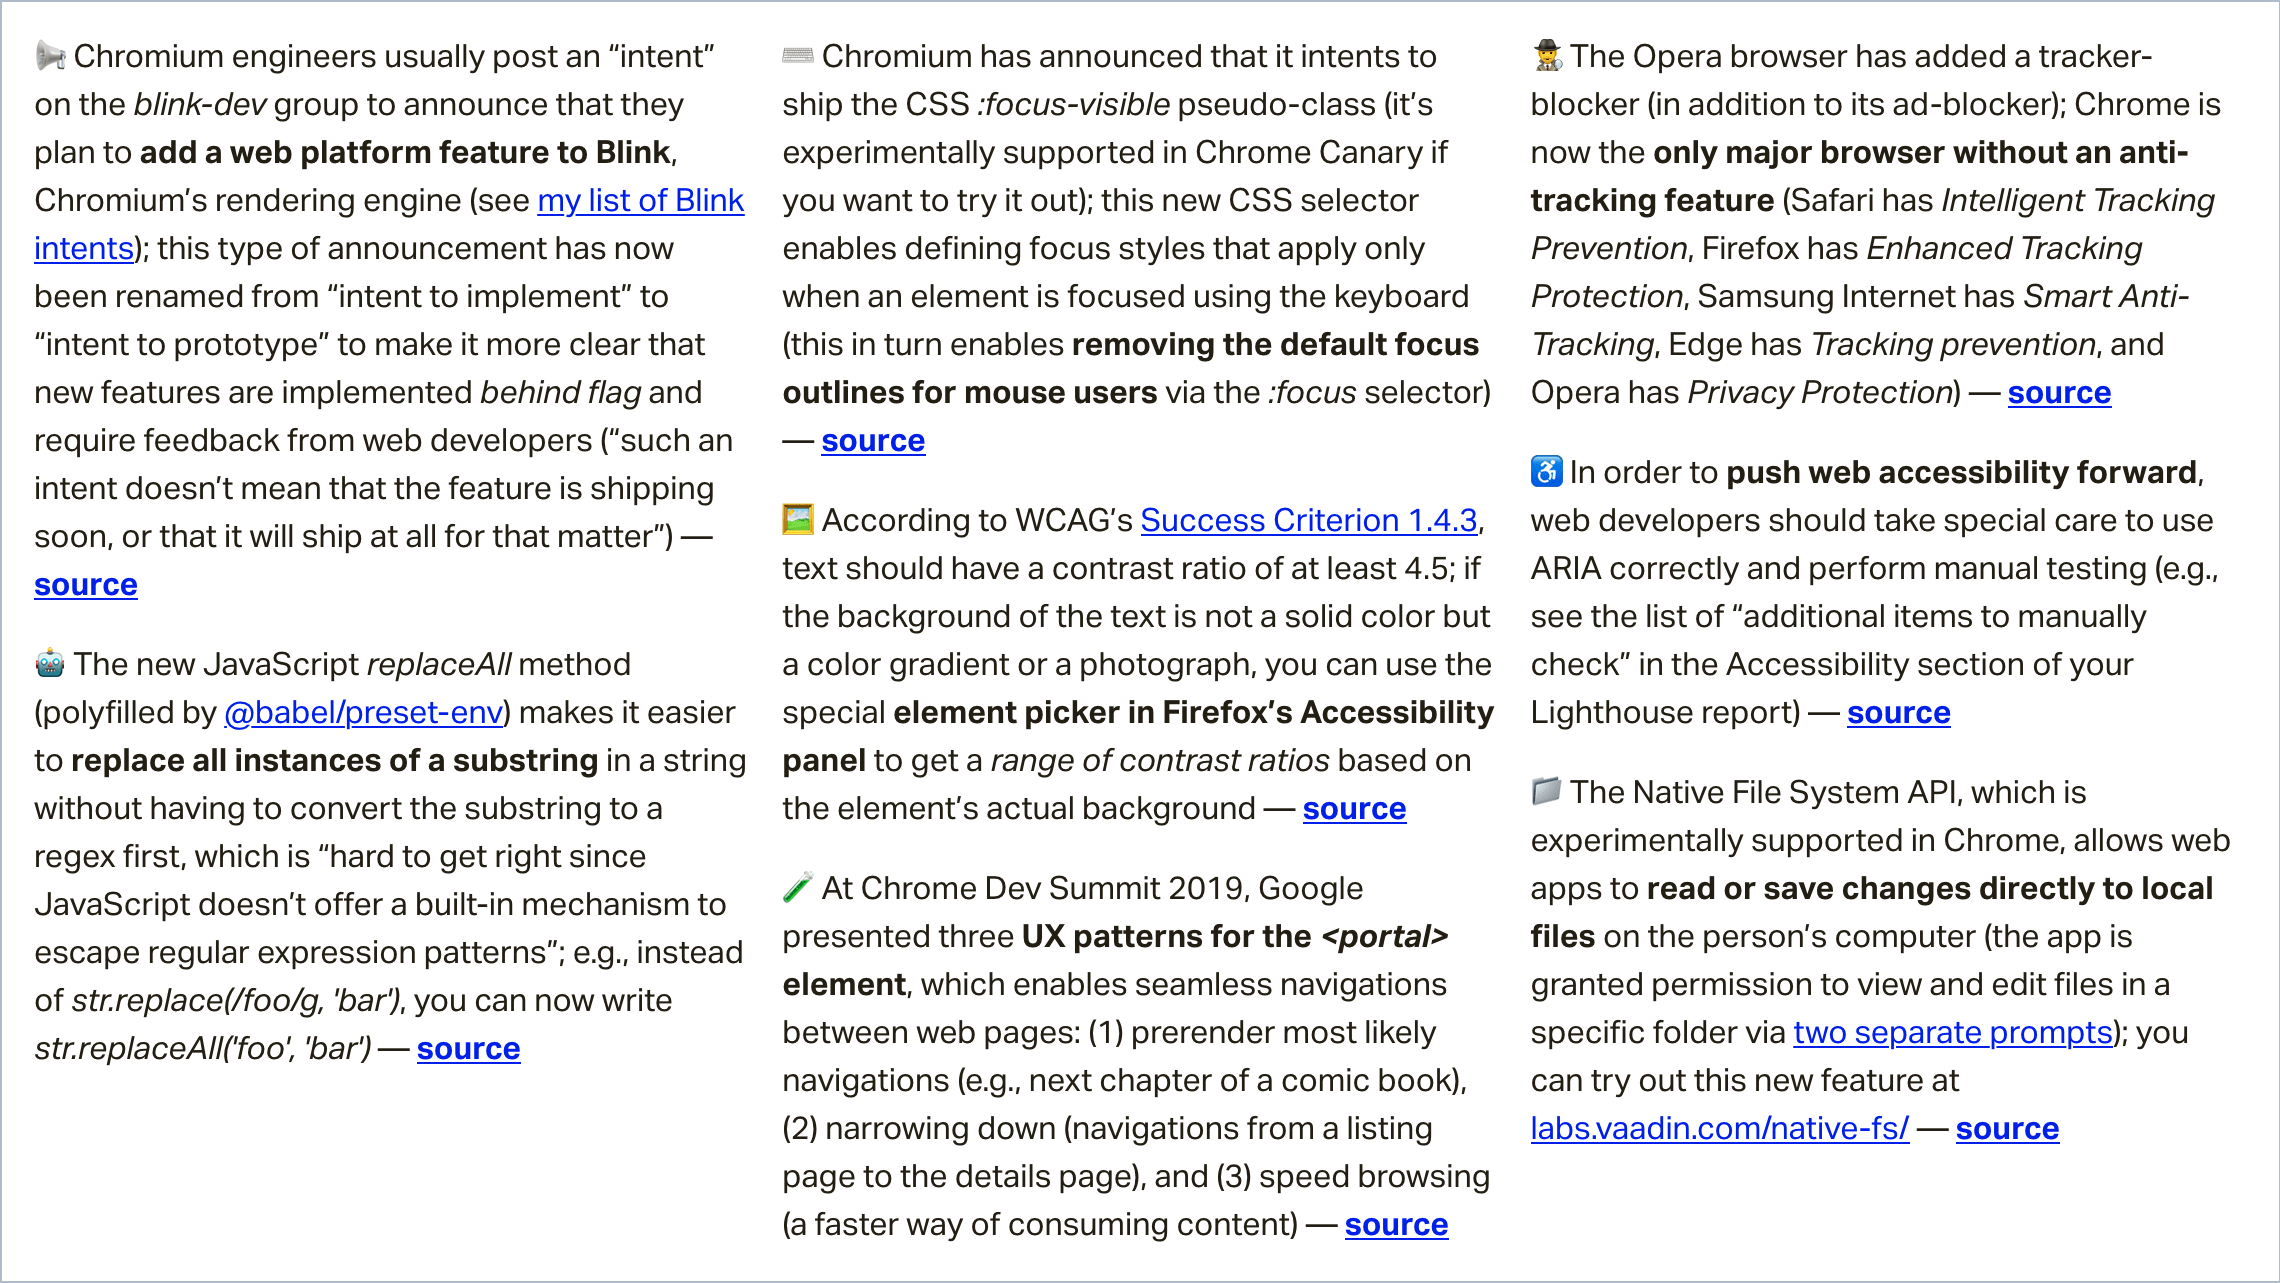 📢 Chromium engineers usually post an “intent”
on the blink-dev group to announce that they
plan to add a web platform feature to Blink,
Chromium’s rendering engine (see my list of Blink
intents); this type of announcement has now
been renamed from “intent to implement” to
“intent to prototype” to make it more clear that
new features are implemented behind flag and
require feedback from web developers (“such an
intent doesn’t mean that the feature is shipping
soon, or that it will ship at all for that matter”) —
source
🤖 The new JavaScript replaceAll method
(polyfilled by @babel/preset-env) makes it easier
to replace all instances of a substring in a string
without having to convert the substring to a
regex first, which is “hard to get right since
JavaScript doesn’t offer a built-in mechanism to
escape regular expression patterns”; e.g., instead
of str.replace(/foo/g, 'bar'), you can now write
str.replaceAll('foo', 'bar') — source
⌨️ Chromium has announced that it intents to
ship the CSS :focus-visible pseudo-class (it’s
experimentally supported in Chrome Canary if
you want to try it out); this new CSS selector
enables defining focus styles that apply only
when an element is focused using the keyboard
(this in turn enables removing the default focus
outlines for mouse users via the :focus selector)
— source
🖼️ According to WCAG’s Success Criterion 1.4.3,
text should have a contrast ratio of at least 4.5; if
the background of the text is not a solid color but
a color gradient or a photograph, you can use the
special element picker in Firefox’s Accessibility
panel to get a range of contrast ratios based on
the element’s actual background — source
🧪 At Chrome Dev Summit 2019, Google
presented three UX patterns for the <portal>
element, which enables seamless navigations
between web pages: (1) prerender most likely
navigations (e.g., next chapter of a comic book),
(2) narrowing down (navigations from a listing
page to the details page), and (3) speed browsing
(a faster way of consuming content) — source
🕵️ The Opera browser has added a tracker-
blocker (in addition to its ad-blocker); Chrome is
now the only major browser without an anti-
tracking feature (Safari has Intelligent Tracking
Prevention, Firefox has Enhanced Tracking
Protection, Samsung Internet has Smart Anti-
Tracking, Edge has Tracking prevention, and
Opera has Privacy Protection) — source
♿ In order to push web accessibility forward,
web developers should take special care to use
ARIA correctly and perform manual testing (e.g.,
see the list of “additional items to manually
check” in the Accessibility section of your
Lighthouse report) — source
📁 The Native File System API, which is
experimentally supported in Chrome, allows web
apps to read or save changes directly to local
files on the person’s computer (the app is
granted permission to view and edit files in a
specific folder via two separate prompts); you
can try out this new feature at
labs.vaadin.com/native-fs/ — source